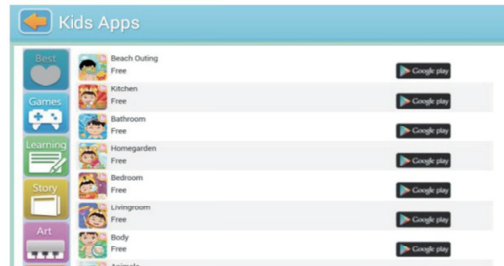 Kids Apps
Best
Games
Learning
Story
Art
Beach Outing
Free
Google play
Kitchen
Free
Google play
Bathroom
Free
Google play
Homegarden
Free
Google play
Bedroom
Free
Google play
Livingroom
Free
Google play
Body
Free
Google play
Animals